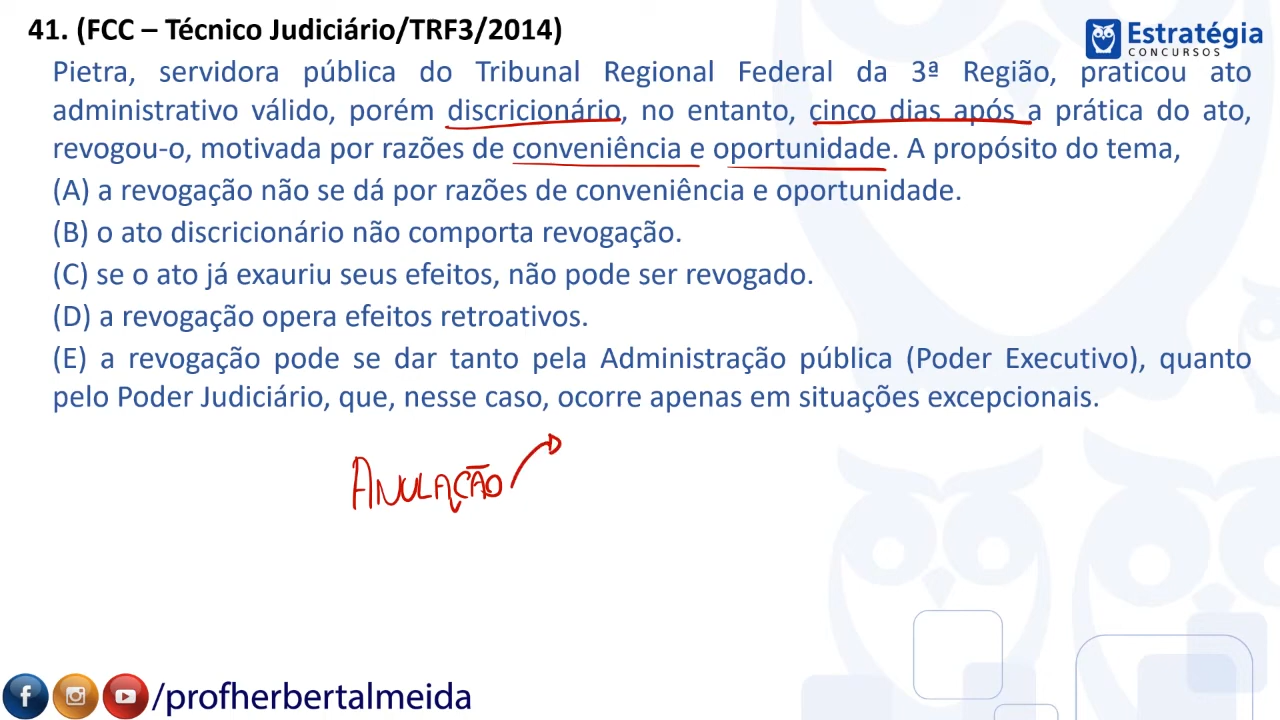 41. (FCC – Técnico Judiciário/TRF3/2014)
Estratégia
CONCURSOS
Pietra, servidora pública do Tribunal Regional Federal da 3ª Região, praticou ato
administrativo válido, porém discricionário, no entanto, cinco dias após a prática do ato,
revogou-o, motivada por razões de conveniência e oportunidade. A propósito do tema,
(A) a revogação não se dá por razões de conveniência e oportunidade.
(B) o ato discricionário não comporta revogação.
(C) se o ato já exauriu seus efeitos, não pode ser revogado.
(D) a revogação opera efeitos retroativos.
(E) a revogação pode se dar tanto pela Administração pública (Poder Executivo), quanto
pelo Poder Judiciário, que, nesse caso, ocorre apenas em situações excepcionais.
ANULAÇÃO
/profherbertalmeida